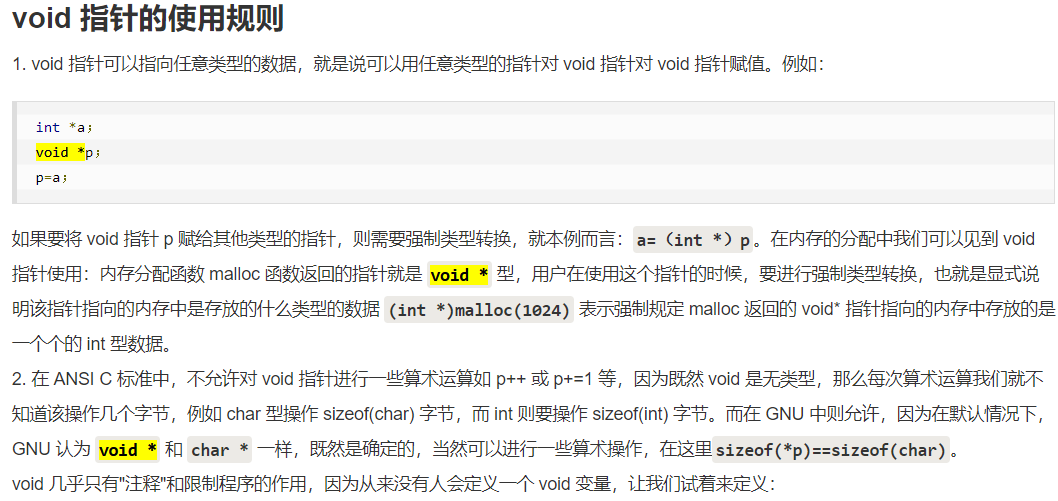 void 指针的使用规则
1. void 指针可以指向任意类型的数据，就是说可以用任意类型的指针对 void 指针对 void 指针赋值。例如：
int *a；
void *p；
p=a；
如果要将 void 指针 p 赋给其他类型的指针，则需要强制类型转换，就本例而言：a=（int *）p。在内存的分配中我们可以见到 void
指针使用：内存分配函数 malloc 函数返回的指针就是 void * 型，用户在使用这个指针的时候，要进行强制类型转换，也就是显式说
明该指针指向的内存中是存放的什么类型的数据 (int *)malloc(1024) 表示强制规定 malloc 返回的 void* 指针指向的内存中存放的是
一个个的 int 型数据。
2. 在 ANSI C 标准中，不允许对 void 指针进行一些算术运算如 p++ 或 p+=1 等，因为既然 void 是无类型，那么每次算术运算我们就不
知道该操作几个字节，例如 char 型操作 sizeof(char) 字节，而 int 则要操作 sizeof(int) 字节。而在 GNU 中则允许，因为在默认情况下，
GNU 认为 void * 和 char * 一样，既然是确定的，当然可以进行一些算术操作，在这里sizeof(*p)==sizeof(char)。
void 几乎只有"注释"和限制程序的作用，因为从来没有人会定义一个 void 变量，让我们试着来定义：